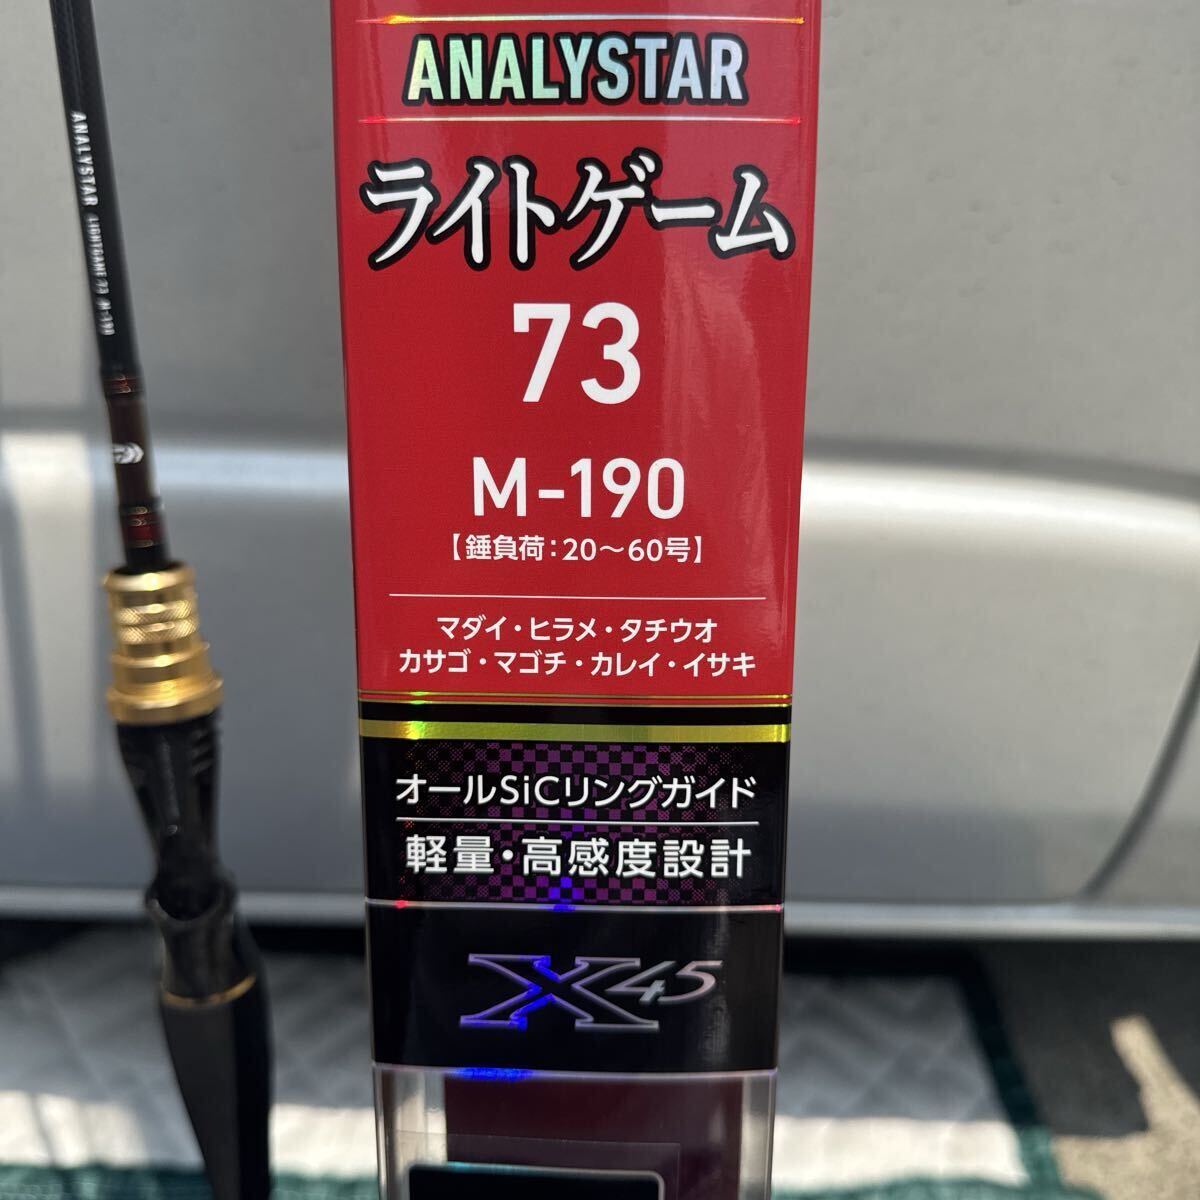 ANALYSTAR
ライトゲーム
73
M-190
【錘負荷：20～60号】
マダイ・ヒラメ・タチウオ
カサゴ・マゴチ・カレイ・イサキ
オールSiCリングガイド
軽量・高感度設計
X45
ANALYSTAR LIGHTGAME 73 M-190